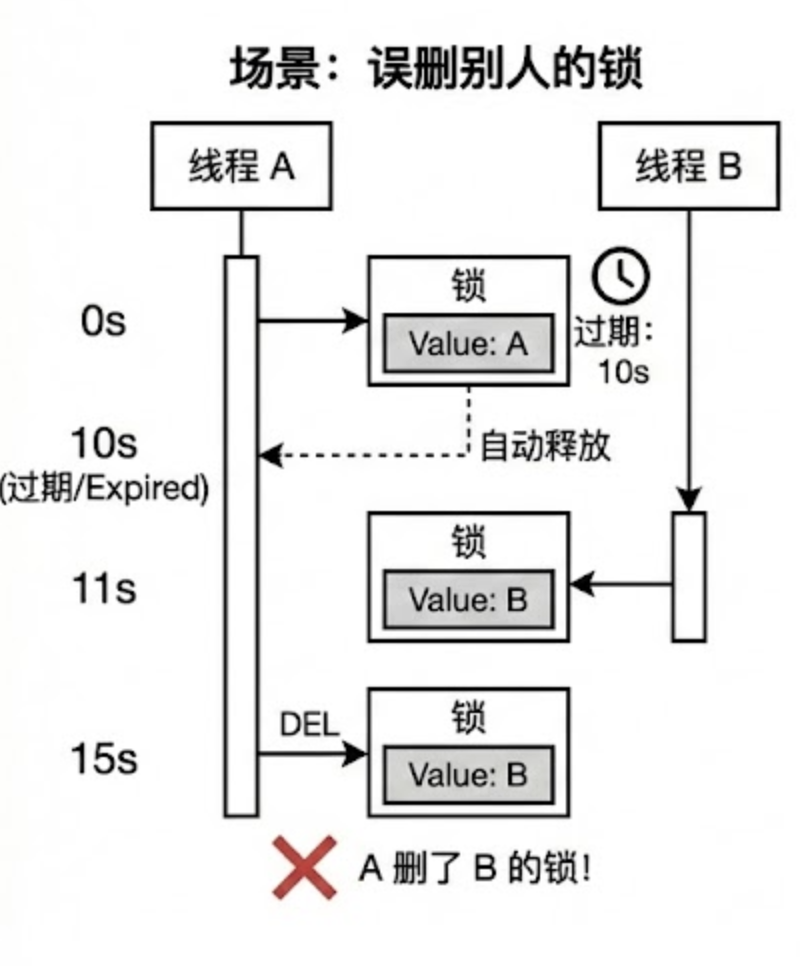 场景：误删别人的锁
线程 A
线程 B
锁
0s
Value: A
过期：
10s
10s
自动释放
(过期/Expired)
锁
11s
Value: B
DEL
锁
15s
Value: B
A 删了 B 的锁!